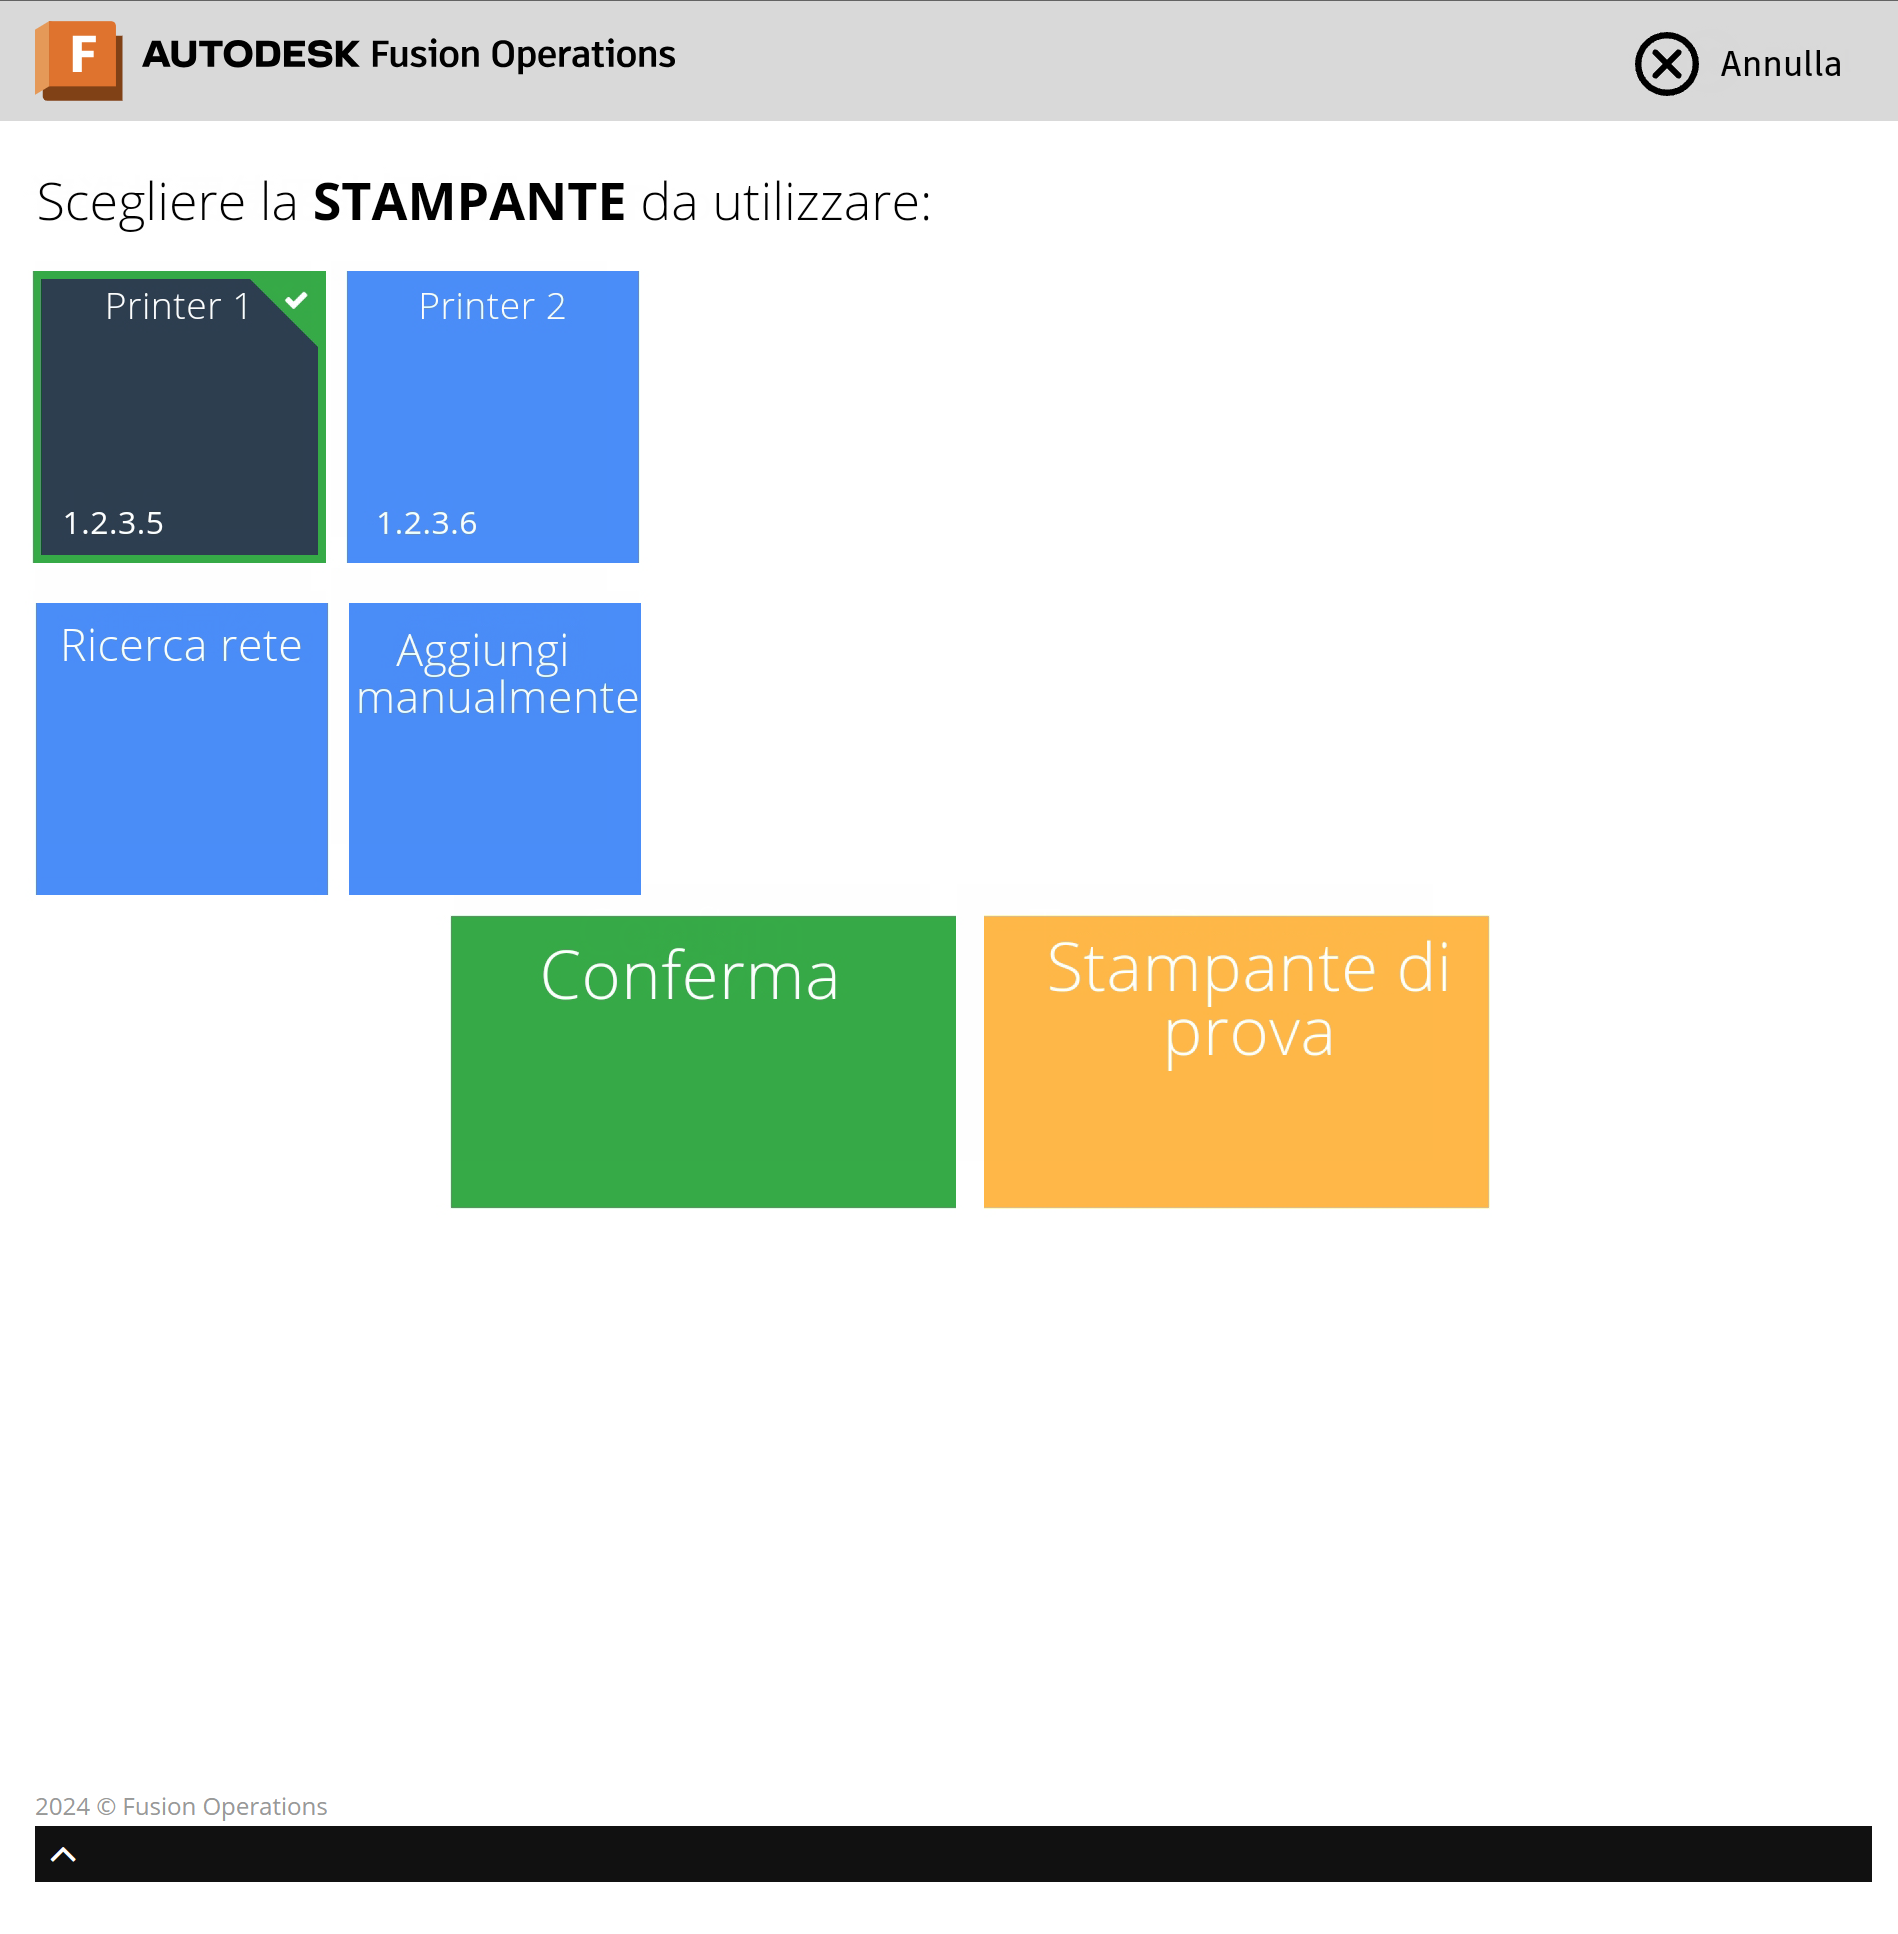 F AUTODESK Fusion Operations
Annulla
Scegliere la STAMPANTE da utilizzare:
Printer 1
1.2.3.5
Printer 2
1.2.3.6
Ricerca rete
Aggiungi
manualmente
Conferma
Stampante di
prova
2024 © Fusion Operations